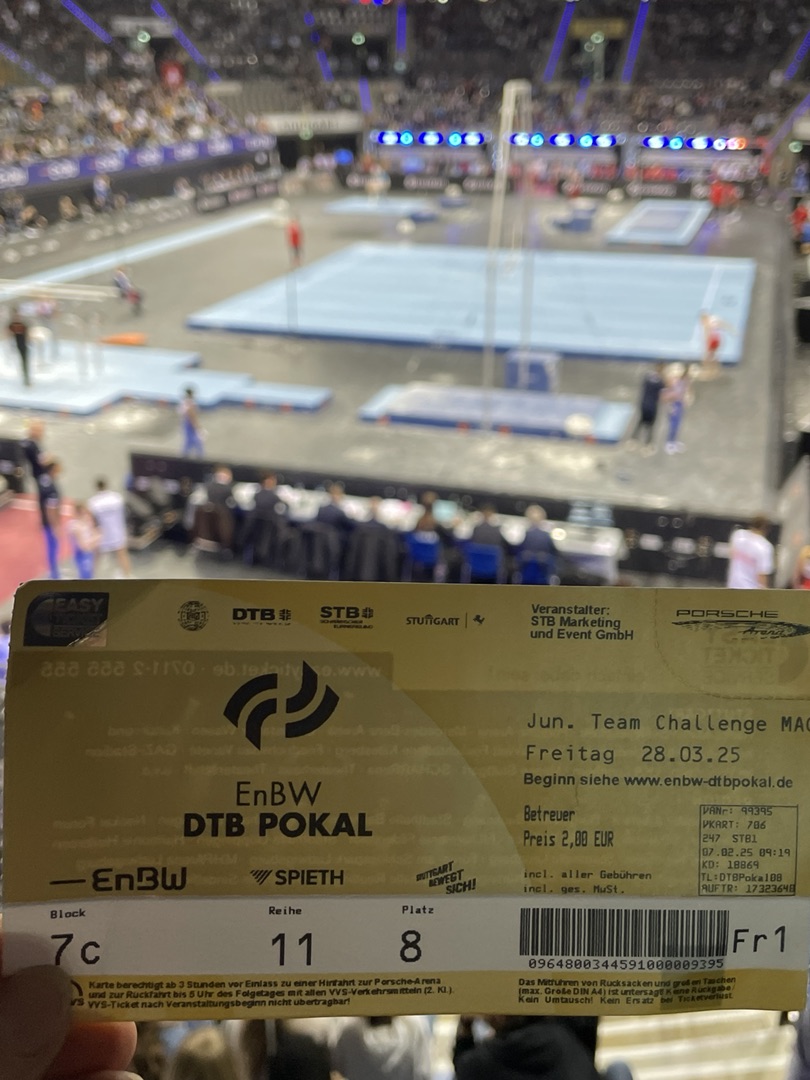 EASY
TICKET
SERVICE
DTB
STB
STUTTGART
Veranstalter:
STB Marketing
und Event GmbH
PORSCHE
Arena
www.easyticket.de · 0711-2 555 555
Jun. Team Challenge MAG
Freitag 28.03.25
Beginn siehe www.enbw-dtbpokal.de
EnBW
DTB POKAL
Betreuer
Preis 2,00 EUR
incl. aller Gebühren
incl. ges. MwSt.
VANr: 99395
VKART: 706
247 STB1
07.02.25 09:19
KD: 18869
TL:DTBPokal00
AUFTR: 17323648
EnBW
SPIETH
STUTTGART
BEWEGT
SICH!
Block
Reihe
Platz
7c
11
8
0964800344591000009395
Fr1
Karte berechtigt ab 3 Stunden vor Einlass zu einer Hinfahrt zur Porsche-Arena
und zur Rückfahrt bis 5 Uhr des Folgetages mit allen VVS-Verkehrsmitteln (2. Kl.).
VVS-Ticket nach Veranstaltungsbeginn nicht übertragbar!
Das Mitführen von Rucksäcken und großen Taschen
(max. Größe DIN A4) ist untersagt! Keine Rückgabe/
Kein Umtausch! Kein Ersatz bei Ticketverlust.